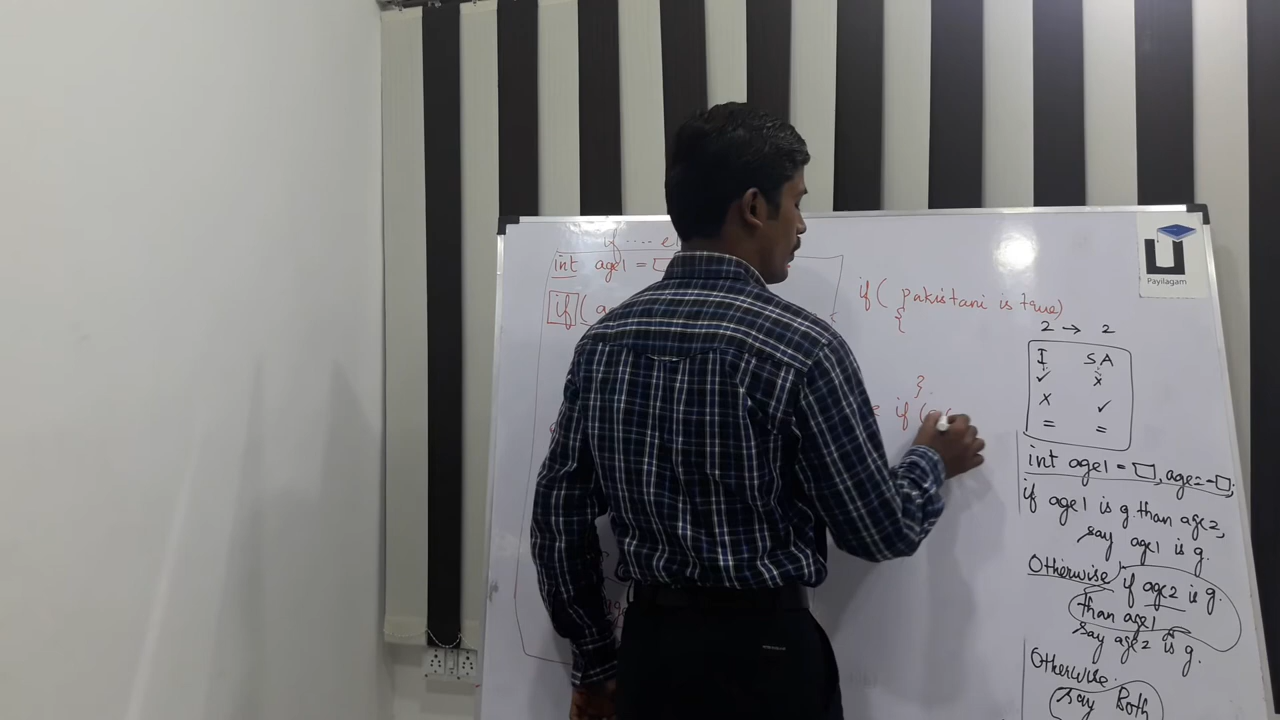 if ....
int age1 =
if (
if ( pakistani is true)
{
}.
if (
2 → 2
I SA
✓ x
x ✓
= =
int age1 = □, age2 = □;
if age1 is g. than age2,
say age1 is g.
Otherwise, if age2 is g.
than age1
say age2 is g.
Otherwise.
say Both
Payilagam